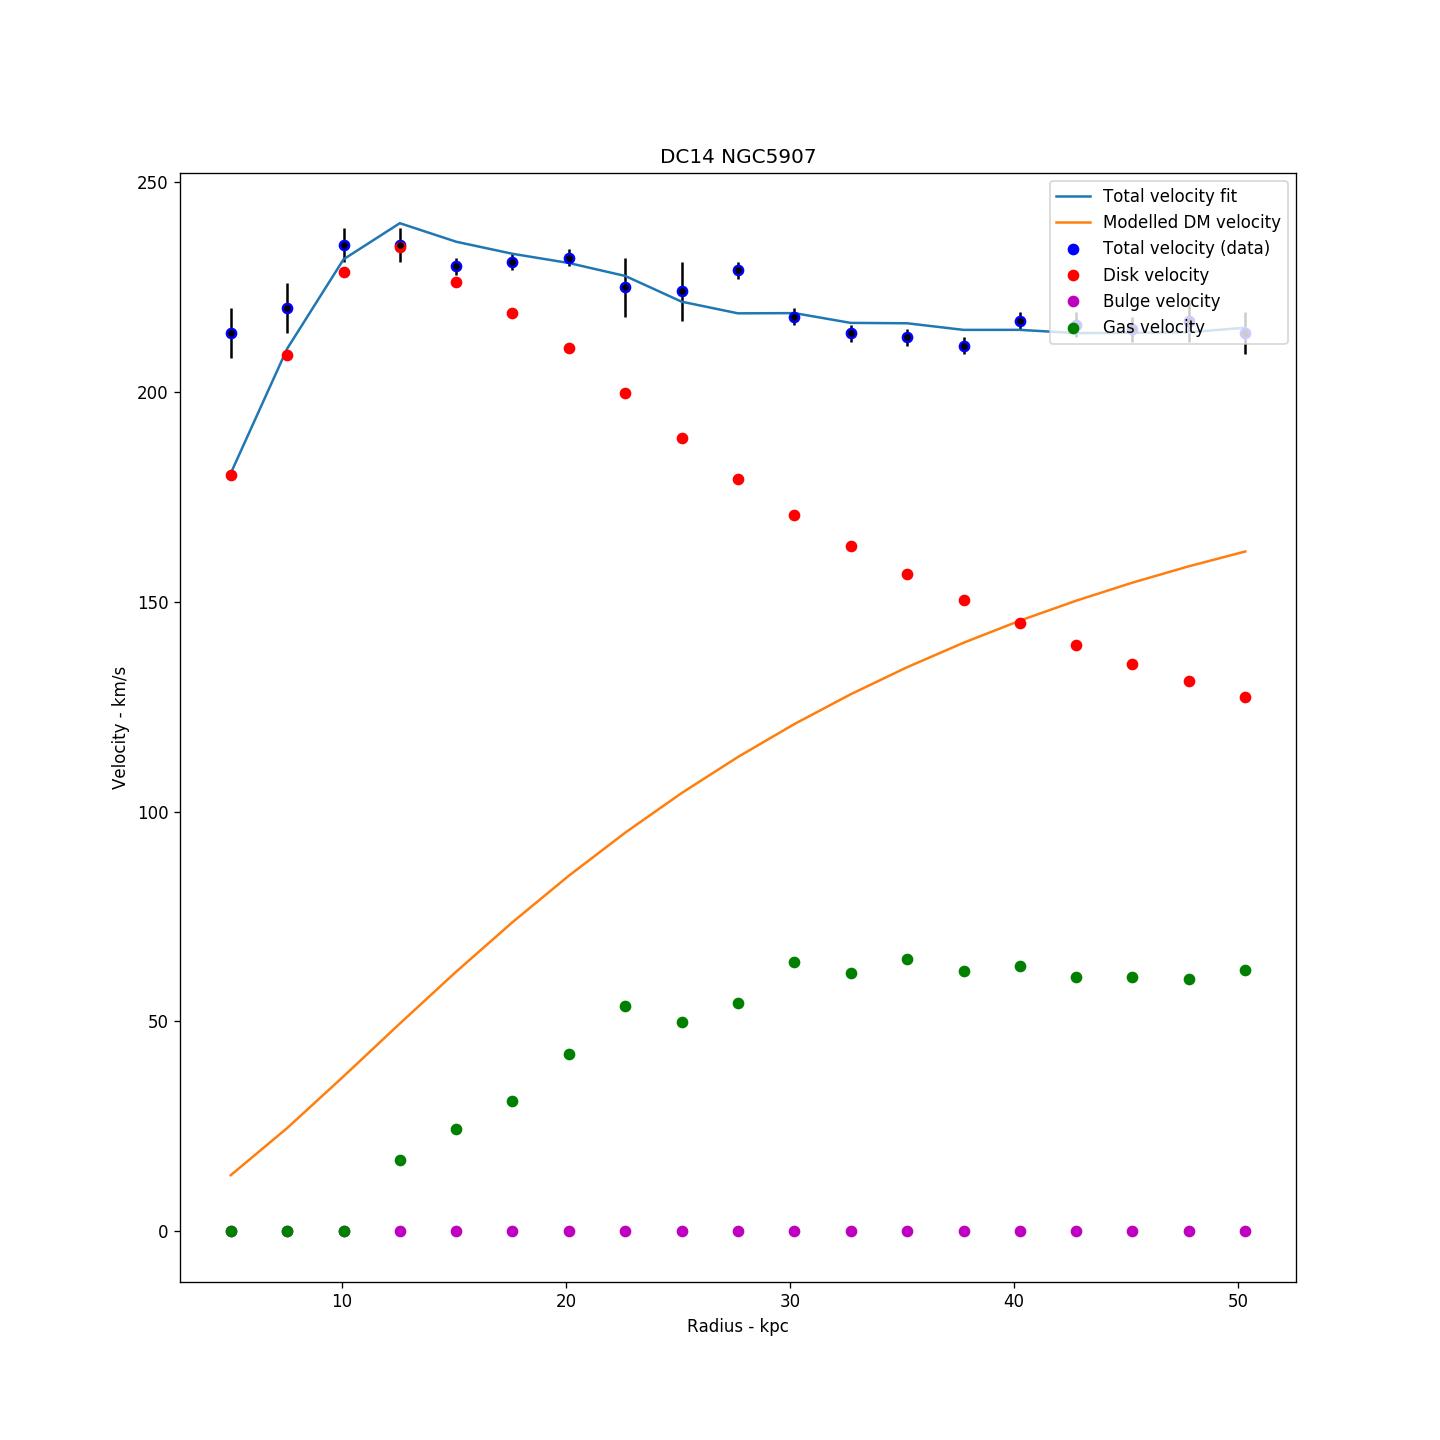 DC14 NGC5907
Total velocity fit
Modelled DM velocity
Total velocity (data)
Disk velocity
Bulge velocity
Gas velocity
250
200
150
100
50
0
Velocity - km/s
10 20 30 40 50
Radius - kpc